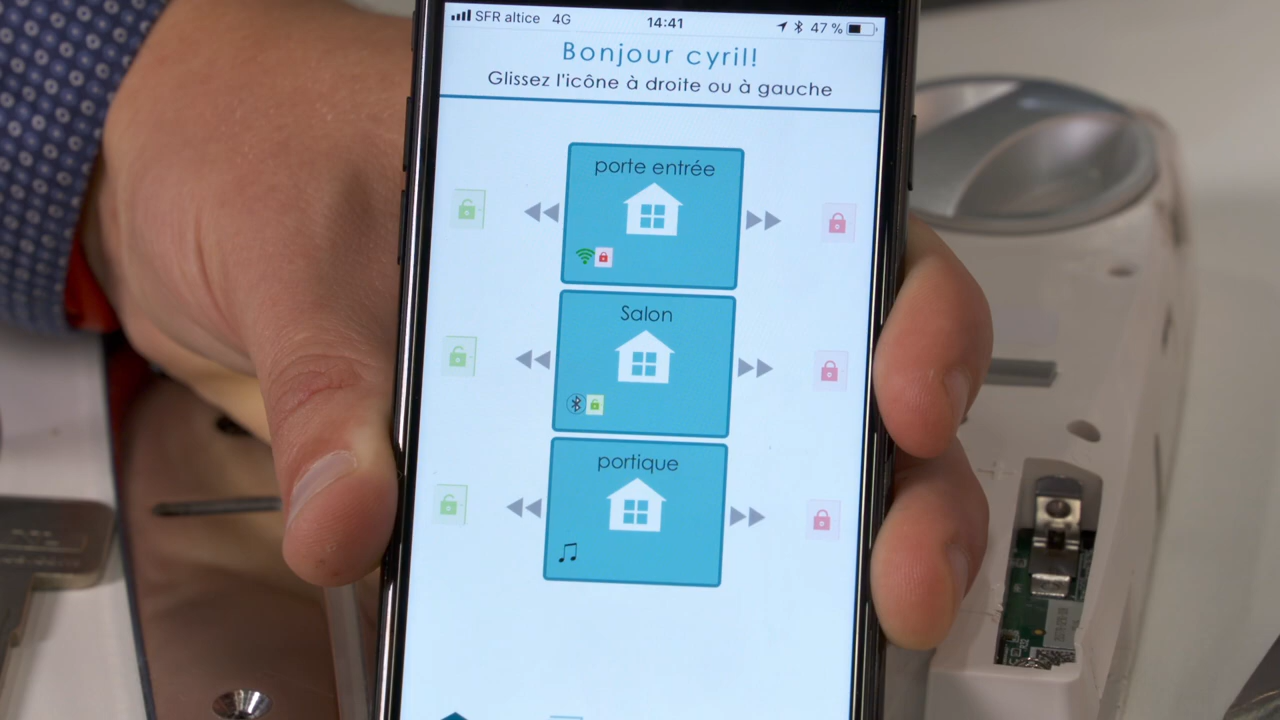 SFR altice 4G 14:41 47 %
Bonjour cyril!
Glissez l'icône à droite ou à gauche
porte entrée
Salon
portique